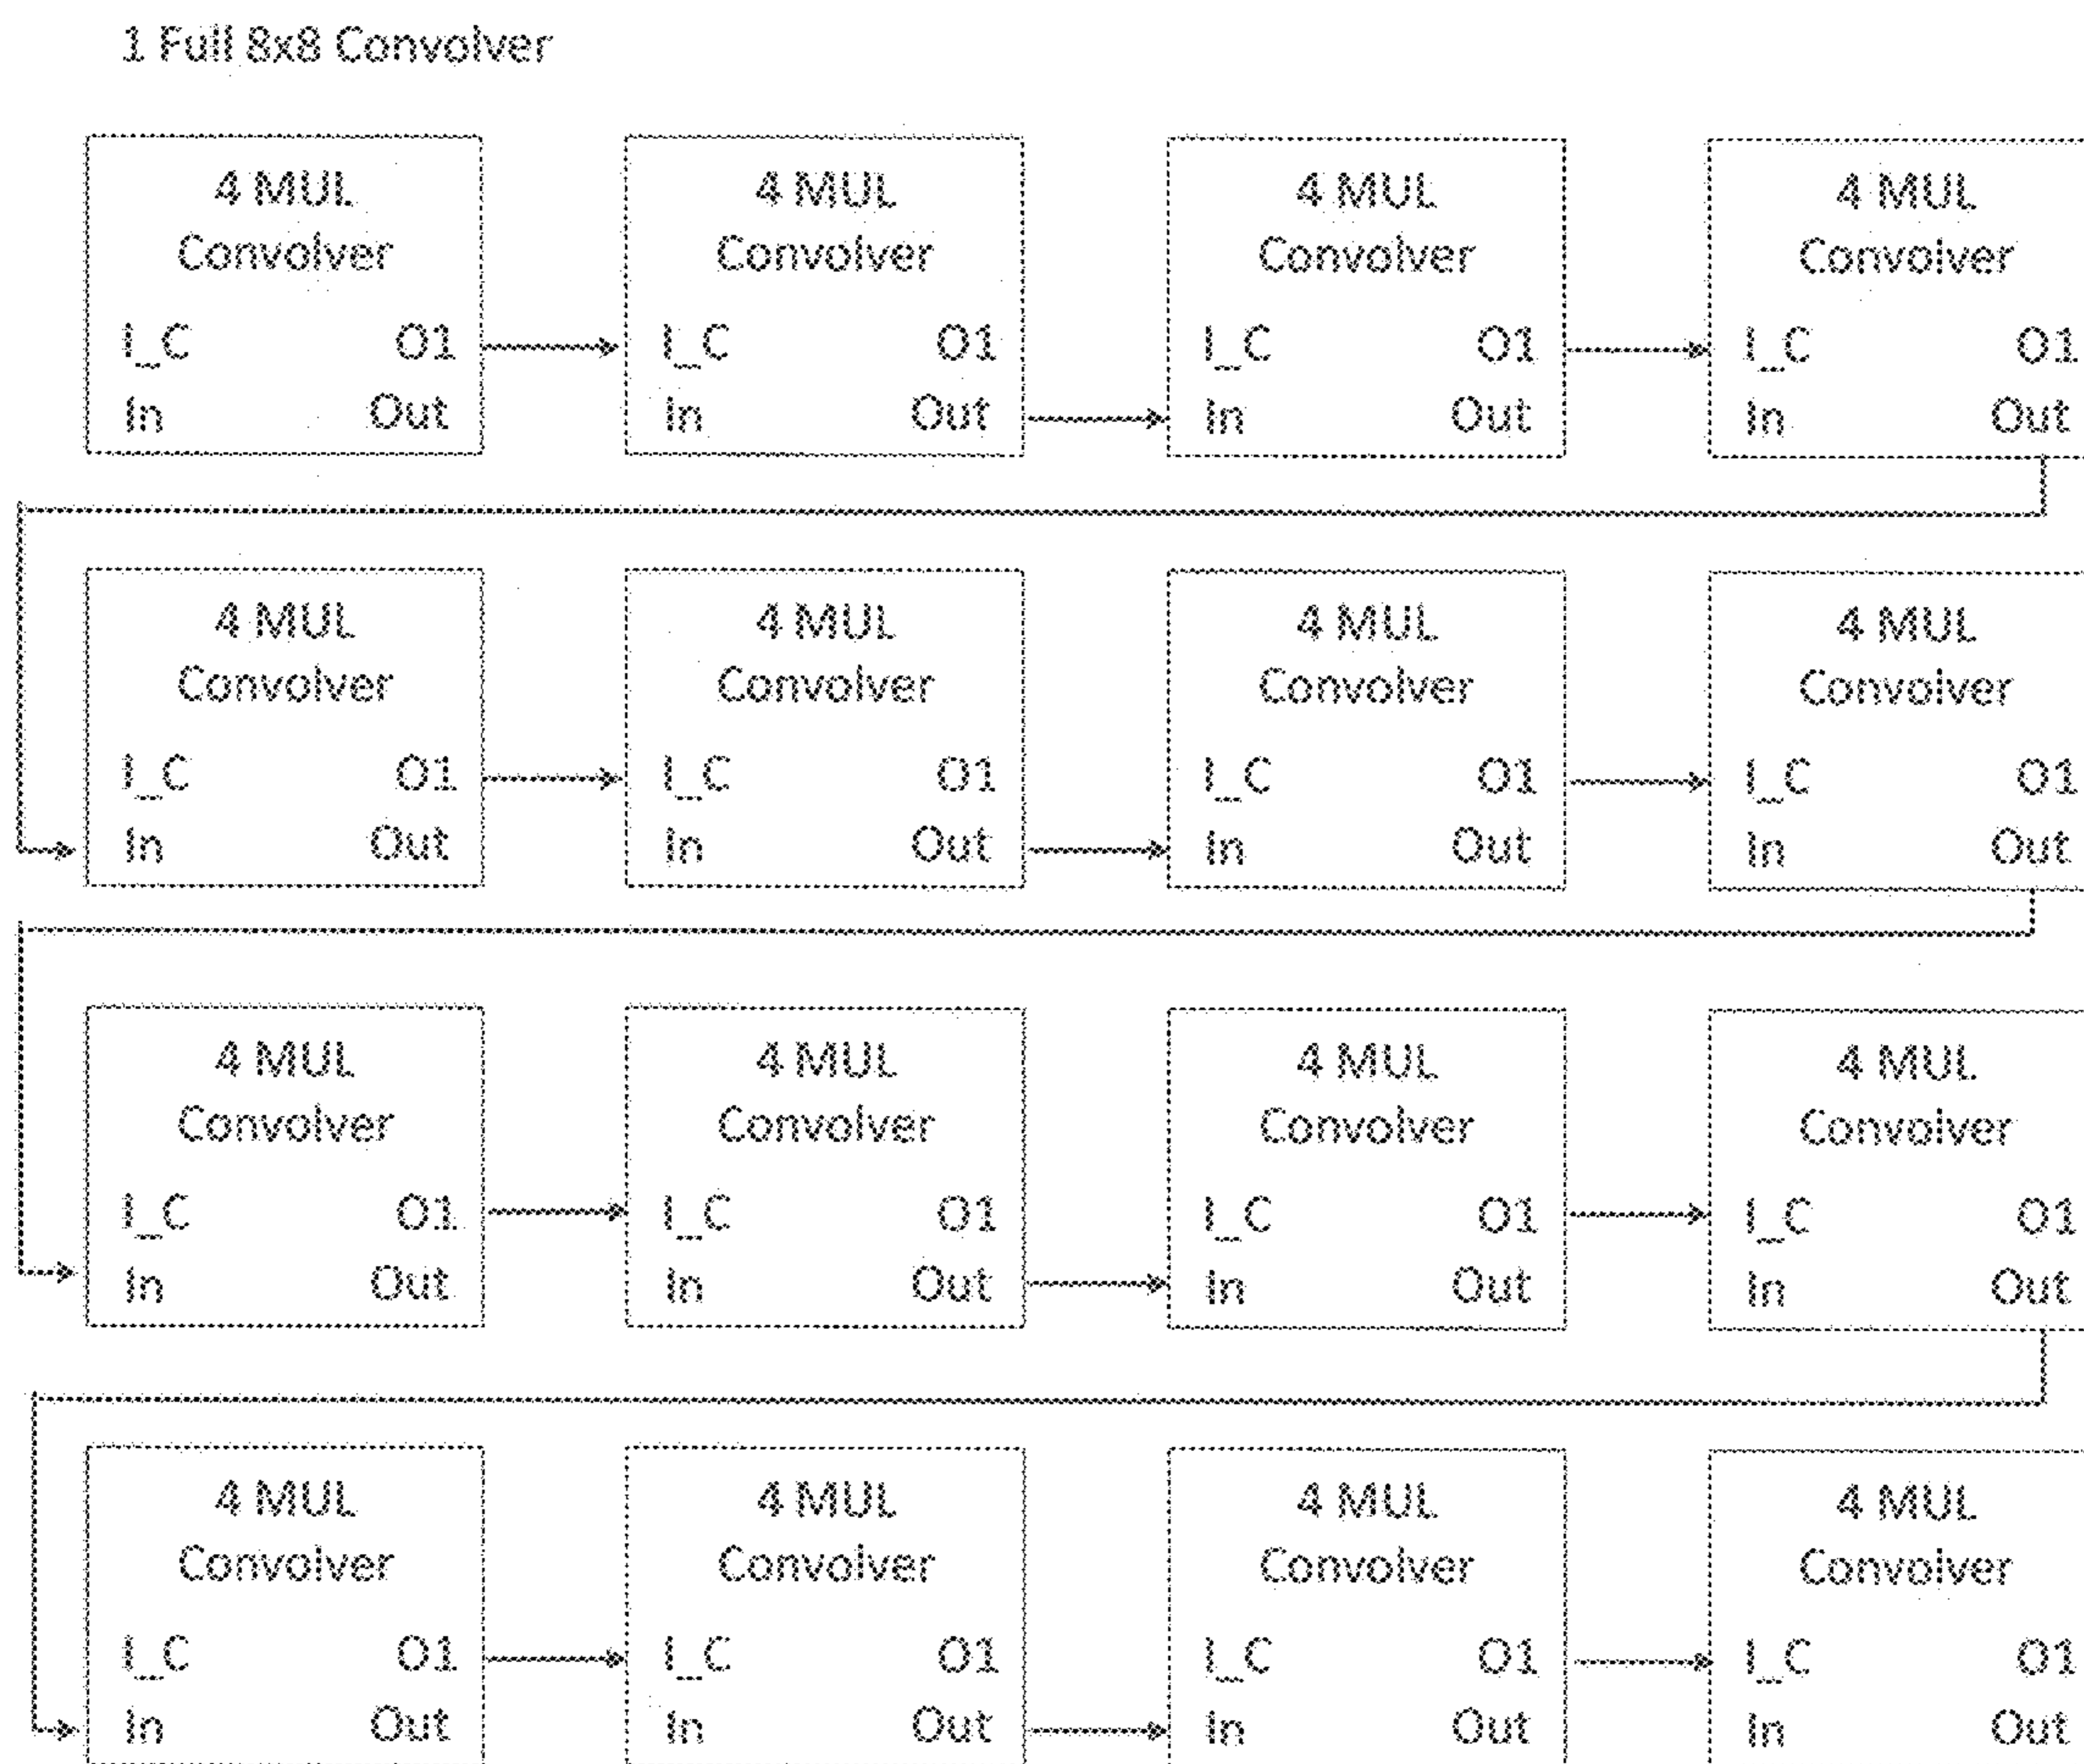 1 Full 8x8 Convolver
4 MUL
Convolver
I_C O1
In Out
4 MUL
Convolver
I_C O1
In Out
4 MUL
Convolver
I_C O1
In Out
4 MUL
Convolver
I_C O1
In Out
4 MUL
Convolver
I_C O1
In Out
4 MUL
Convolver
I_C O1
In Out
4 MUL
Convolver
I_C O1
In Out
4 MUL
Convolver
I_C O1
In Out
4 MUL
Convolver
I_C O1
In Out
4 MUL
Convolver
I_C O1
In Out
4 MUL
Convolver
I_C O1
In Out
4 MUL
Convolver
I_C O1
In Out
4 MUL
Convolver
I_C O1
In Out
4 MUL
Convolver
I_C O1
In Out
4 MUL
Convolver
I_C O1
In Out
4 MUL
Convolver
I_C O1
In Out